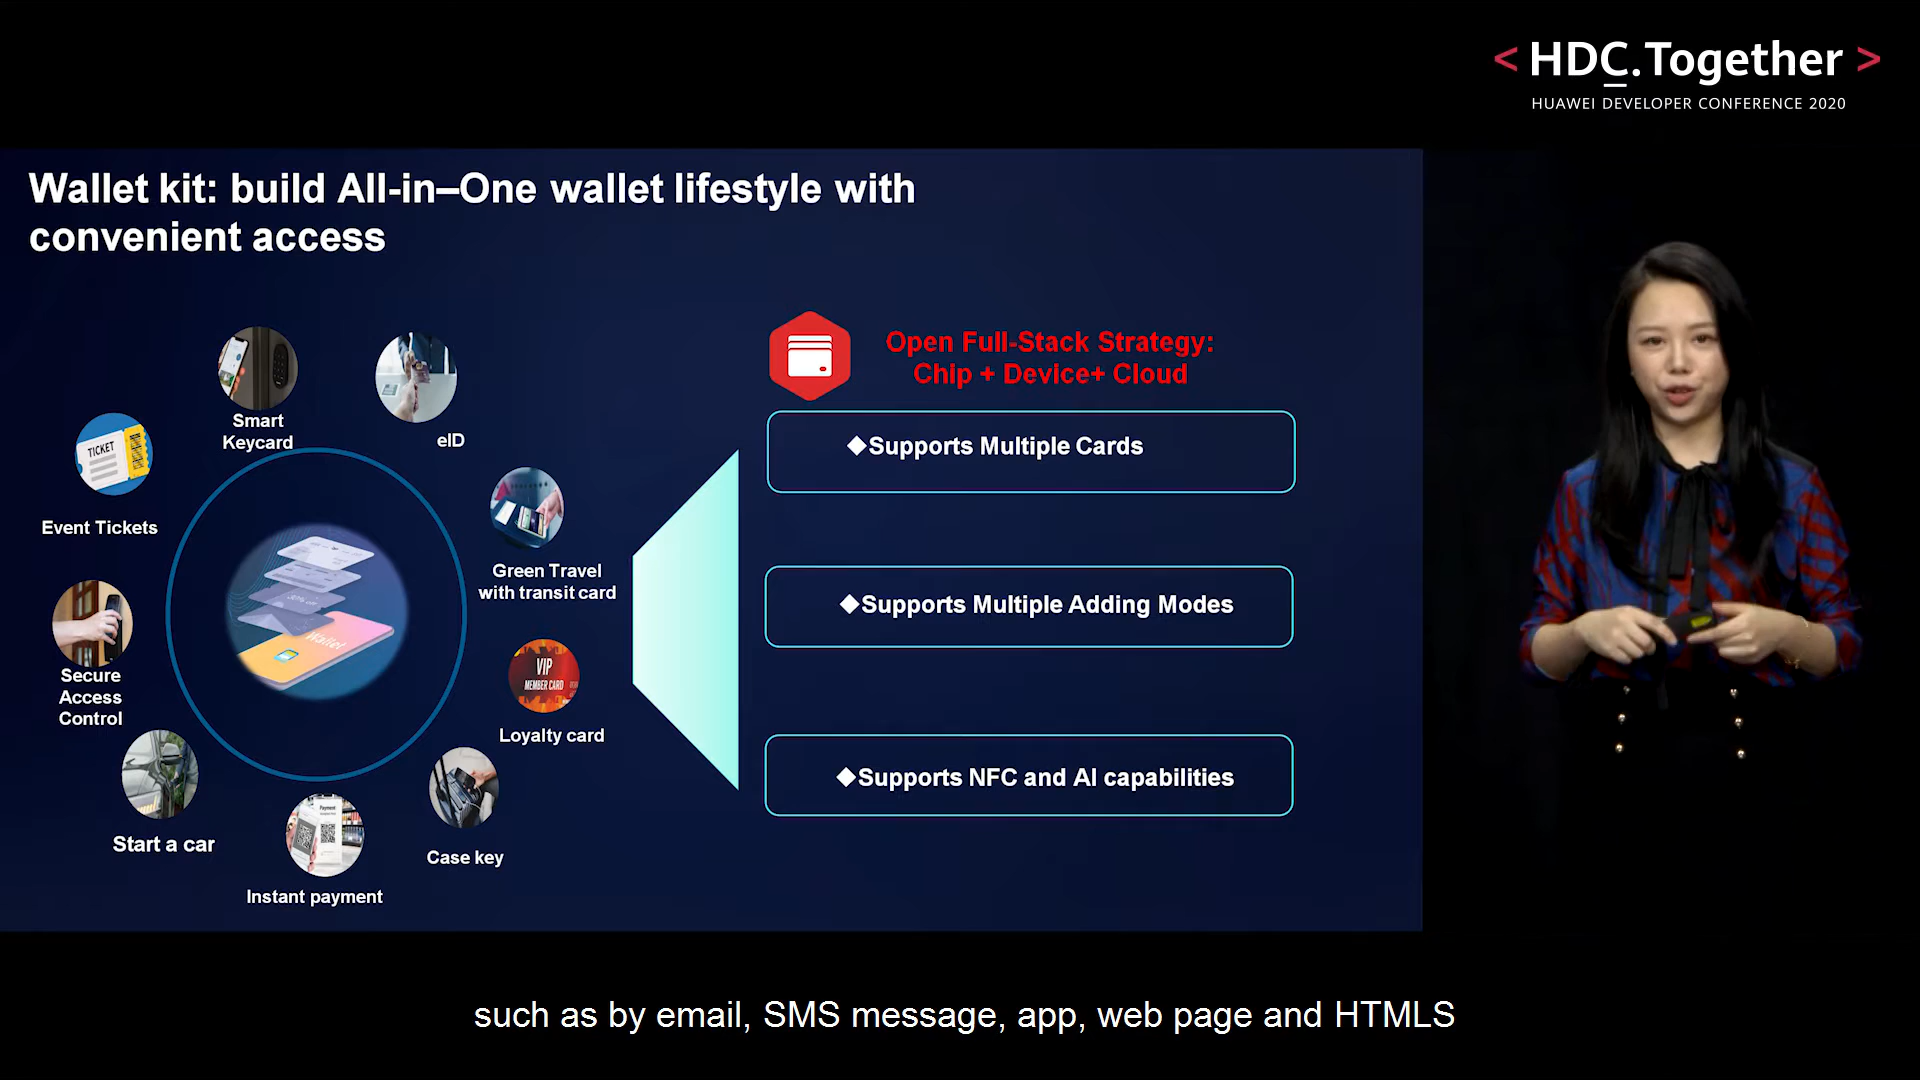 < HDC.Together >
HUAWEI DEVELOPER CONFERENCE 2020
Wallet kit: build All-in–One wallet lifestyle with
convenient access
Smart
Keycard
eID
TICKET
Event Tickets
Green Travel
with transit card
Wallet
Secure
Access
Control
VIP
MEMBER CARD
Loyalty card
Start a car
Payment
Instant payment
Case key
Open Full-Stack Strategy:
Chip + Device+ Cloud
◆Supports Multiple Cards
◆Supports Multiple Adding Modes
◆Supports NFC and AI capabilities
such as by email, SMS message, app, web page and HTMLS